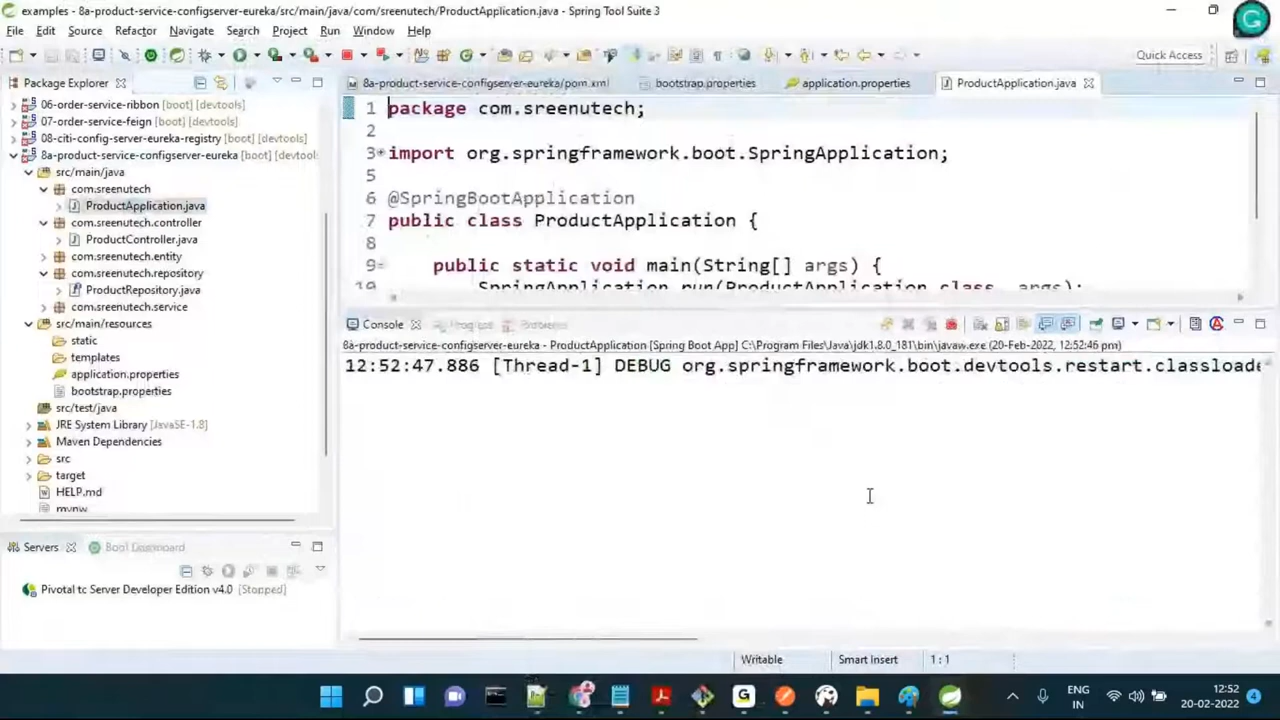 examples - 8a-product-service-configserver-eureka/src/main/java/com/sreenutech/ProductApplication.java - Spring Tool Suite 3
File Edit Source Refactor Navigate Search Project Run Window Help
Quick Access
Package Explorer
8a-product-service-configserver-eureka/pom.xml bootstrap.properties application.properties ProductApplication.java
06-order-service-ribbon [boot] [devtools]
07-order-service-feign [boot] [devtools]
08-citi-config-server-eureka-registry [boot]
8a-product-service-configserver-eureka [boot] [devtool:
src/main/java
com.sreenutech
ProductApplication.java
com.sreenutech.controller
ProductController.java
com.sreenutech.entity
com.sreenutech.repository
ProductRepository.java
com.sreenutech.service
src/main/resources
static
templates
application.properties
bootstrap.properties
src/test/java
JRE System Library [JavaSE-1.8]
Maven Dependencies
src
target
HELP.md
mvnw
1 package com.sreenutech;
2
3 import org.springframework.boot.SpringApplication;
5
6 @SpringBootApplication
7 public class ProductApplication {
8
9 public static void main(String[] args) {
10 SpringApplication.run(ProductApplication.class, args);
Console Progress Problems
8a-product-service-configserver-eureka - ProductApplication [Spring Boot App] C:\Program Files\Java\jdk1.8.0_181\bin\javaw.exe (20-Feb-2022, 12:52:46 pm)
12:52:47.886 [Thread-1] DEBUG org.springframework.boot.devtools.restart.classloade
Servers Boot Dashboard
Pivotal tc Server Developer Edition v4.0 [Stopped]
Writable Smart Insert 1 : 1
ENG
IN
12:52
20-02-2022
4